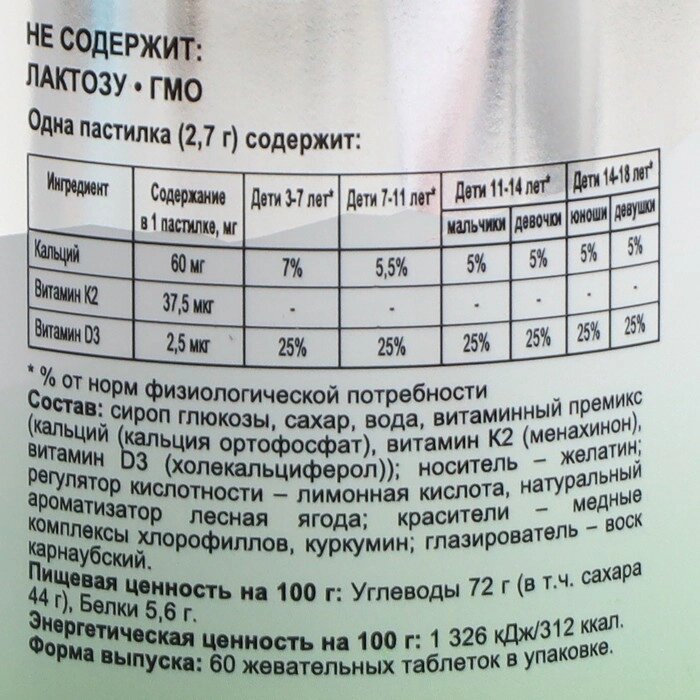 НЕ СОДЕРЖИТ:
ЛАКТОЗУ • ГМО
Одна пастилка (2,7 г) содержит:
Ингредиент Содержание в 1 пастилке, мг Дети 3-7 лет* Дети 7-11 лет* Дети 11-14 лет* Дети 14-18 лет*
мальчики девочки юноши девушки
Кальций 60 мг 7% 5,5% 5% 5% 5% 5%
Витамин К2 37,5 мкг - - - - - -
Витамин D3 2,5 мкг 25% 25% 25% 25% 25% 25%
* % от норм физиологической потребности
Состав: сироп глюкозы, сахар, вода, витаминный премикс
(кальций (кальция ортофосфат), витамин К2 (менахинон),
витамин D3 (холекальциферол)); носитель – желатин;
регулятор кислотности – лимонная кислота, натуральный
ароматизатор лесная ягода; красители – медные
комплексы хлорофиллов, куркумин; глазирователь – воск
карнаубский.
Пищевая ценность на 100 г: Углеводы 72 г (в т.ч. сахара
44 г), Белки 5,6 г.
Энергетическая ценность на 100 г: 1 326 кДж/312 ккал.
Форма выпуска: 60 жевательных таблеток в упаковке.